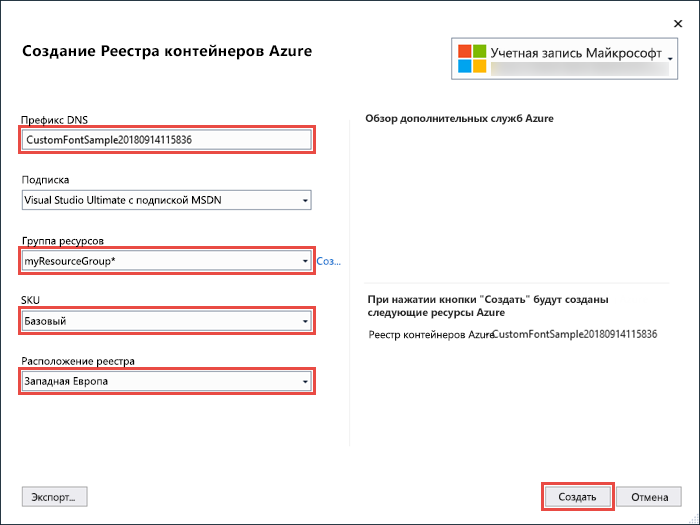 Создание Реестра контейнеров Azure
Учетная запись Майкрософт
Префикс DNS
CustomFontSample20180914115836
Подписка
Visual Studio Ultimate с подпиской MSDN
Группа ресурсов
myResourceGroup*
Соз...
SKU
Базовый
Расположение реестра
Западная Европа
Обзор дополнительных служб Azure
При нажатии кнопки "Создать" будут созданы
следующие ресурсы Azure
Реестр контейнеров Azure CustomFontSample20180914115836
Экспорт...
Создать
Отмена